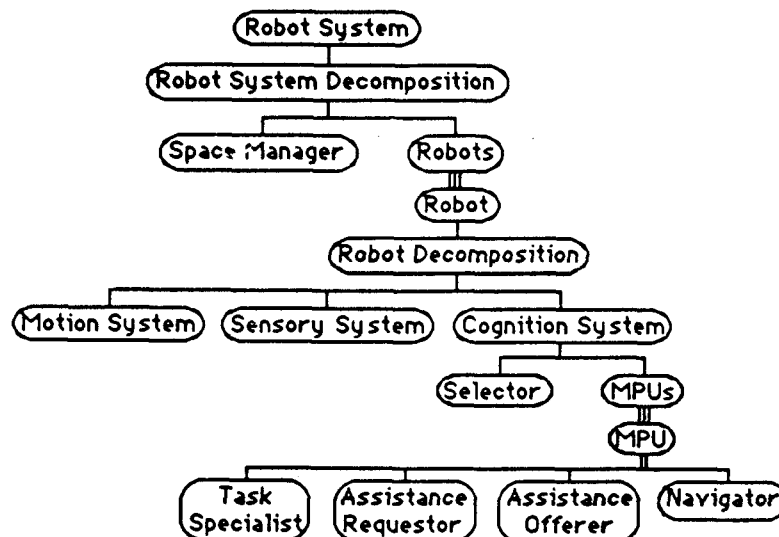 Robot System
Robot System Decomposition
Space Manager
Robots
Robot
Robot Decomposition
Motion System
Sensory System
Cognition System
Selector
MPUs
MPU
Task
Specialist
Assistance
Requestor
Assistance
Offerer
Navigator